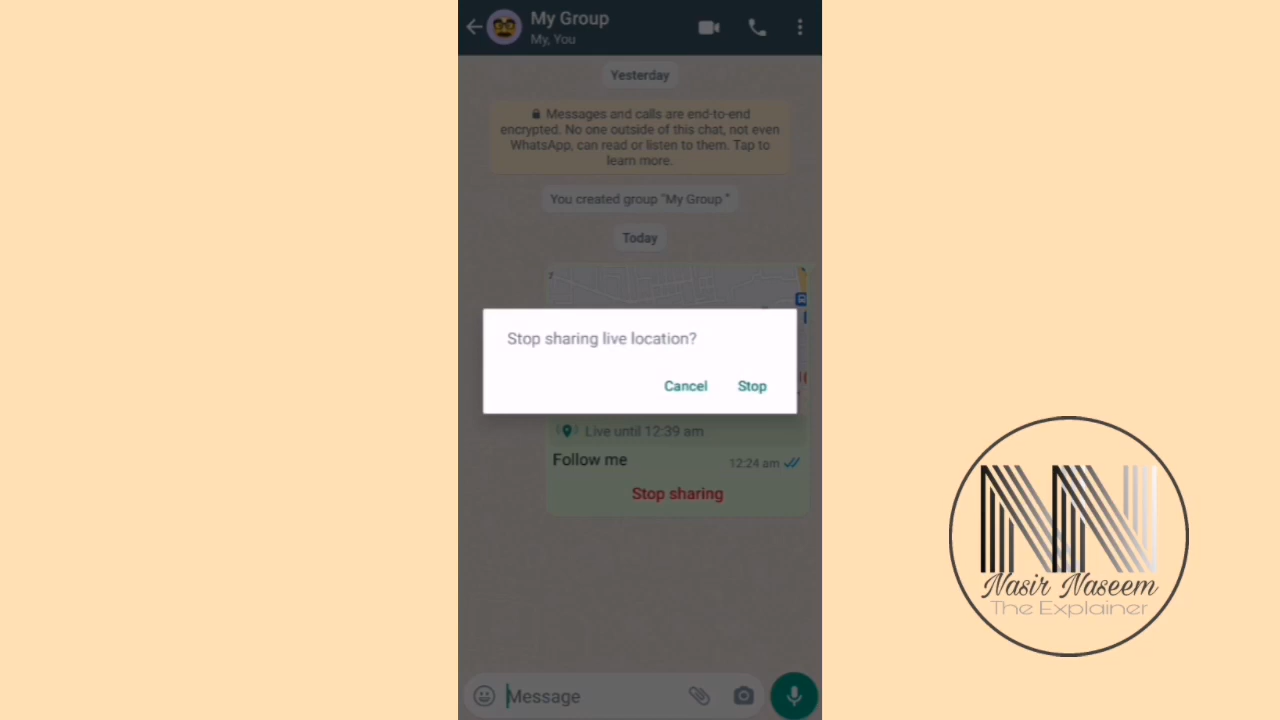 My Group
My, You
Yesterday
Messages and calls are end-to-end
encrypted. No one outside of this chat, not even
WhatsApp, can read or listen to them. Tap to
learn more.
You created group "My Group "
Today
Stop sharing live location?
Cancel Stop
Live until 12:39 am
Follow me 12:24 am
Stop sharing
Message
NN
Nasir Naseem
The Explainer